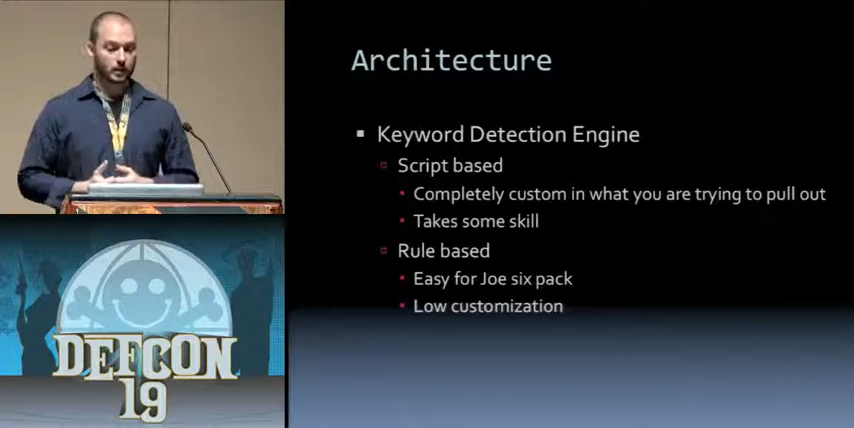 Architecture
Keyword Detection Engine
Script based
Completely custom in what you are trying to pull out
Takes some skill
Rule based
Easy for Joe six pack
Low customization
DEFCON
19